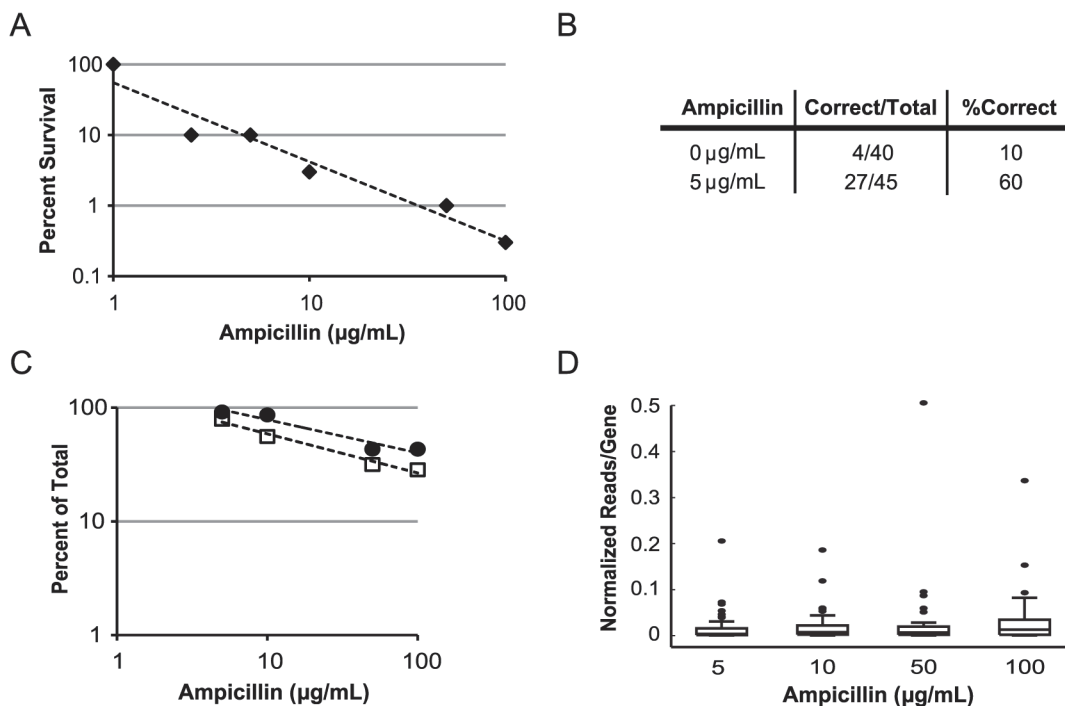 A
Percent Survival
100
10
1
0.1
1 10 100
Ampicillin (µg/mL)
B
Ampicillin Correct/Total %Correct
0 µg/mL 4/40 10
5 µg/mL 27/45 60
C
Percent of Total
100
10
1
1 10 100
Ampicillin (µg/mL)
D
Normalized Reads/Gene
0.5
0.4
0.3
0.2
0.1
0
5 10 50 100
Ampicillin (µg/mL)